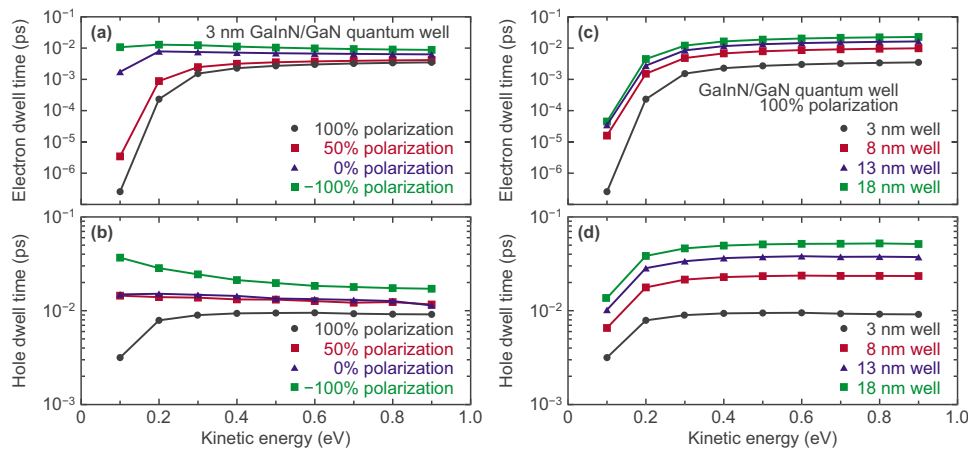 Electron dwell time (ps)
10⁻¹
10⁻²
10⁻³
10⁻⁴
10⁻⁵
10⁻⁶
(a)
3 nm GaInN/GaN quantum well
100% polarization
50% polarization
0% polarization
−100% polarization
Hole dwell time (ps)
10⁻¹
10⁻²
10⁻³
(b)
100% polarization
50% polarization
0% polarization
−100% polarization
0 0.2 0.4 0.6 0.8 1.0
Kinetic energy (eV)
Electron dwell time (ps)
10⁻¹
10⁻²
10⁻³
10⁻⁴
10⁻⁵
10⁻⁶
(c)
GaInN/GaN quantum well
100% polarization
3 nm well
8 nm well
13 nm well
18 nm well
Hole dwell time (ps)
10⁻¹
10⁻²
10⁻³
(d)
3 nm well
8 nm well
13 nm well
18 nm well
0 0.2 0.4 0.6 0.8 1.0
Kinetic energy (eV)